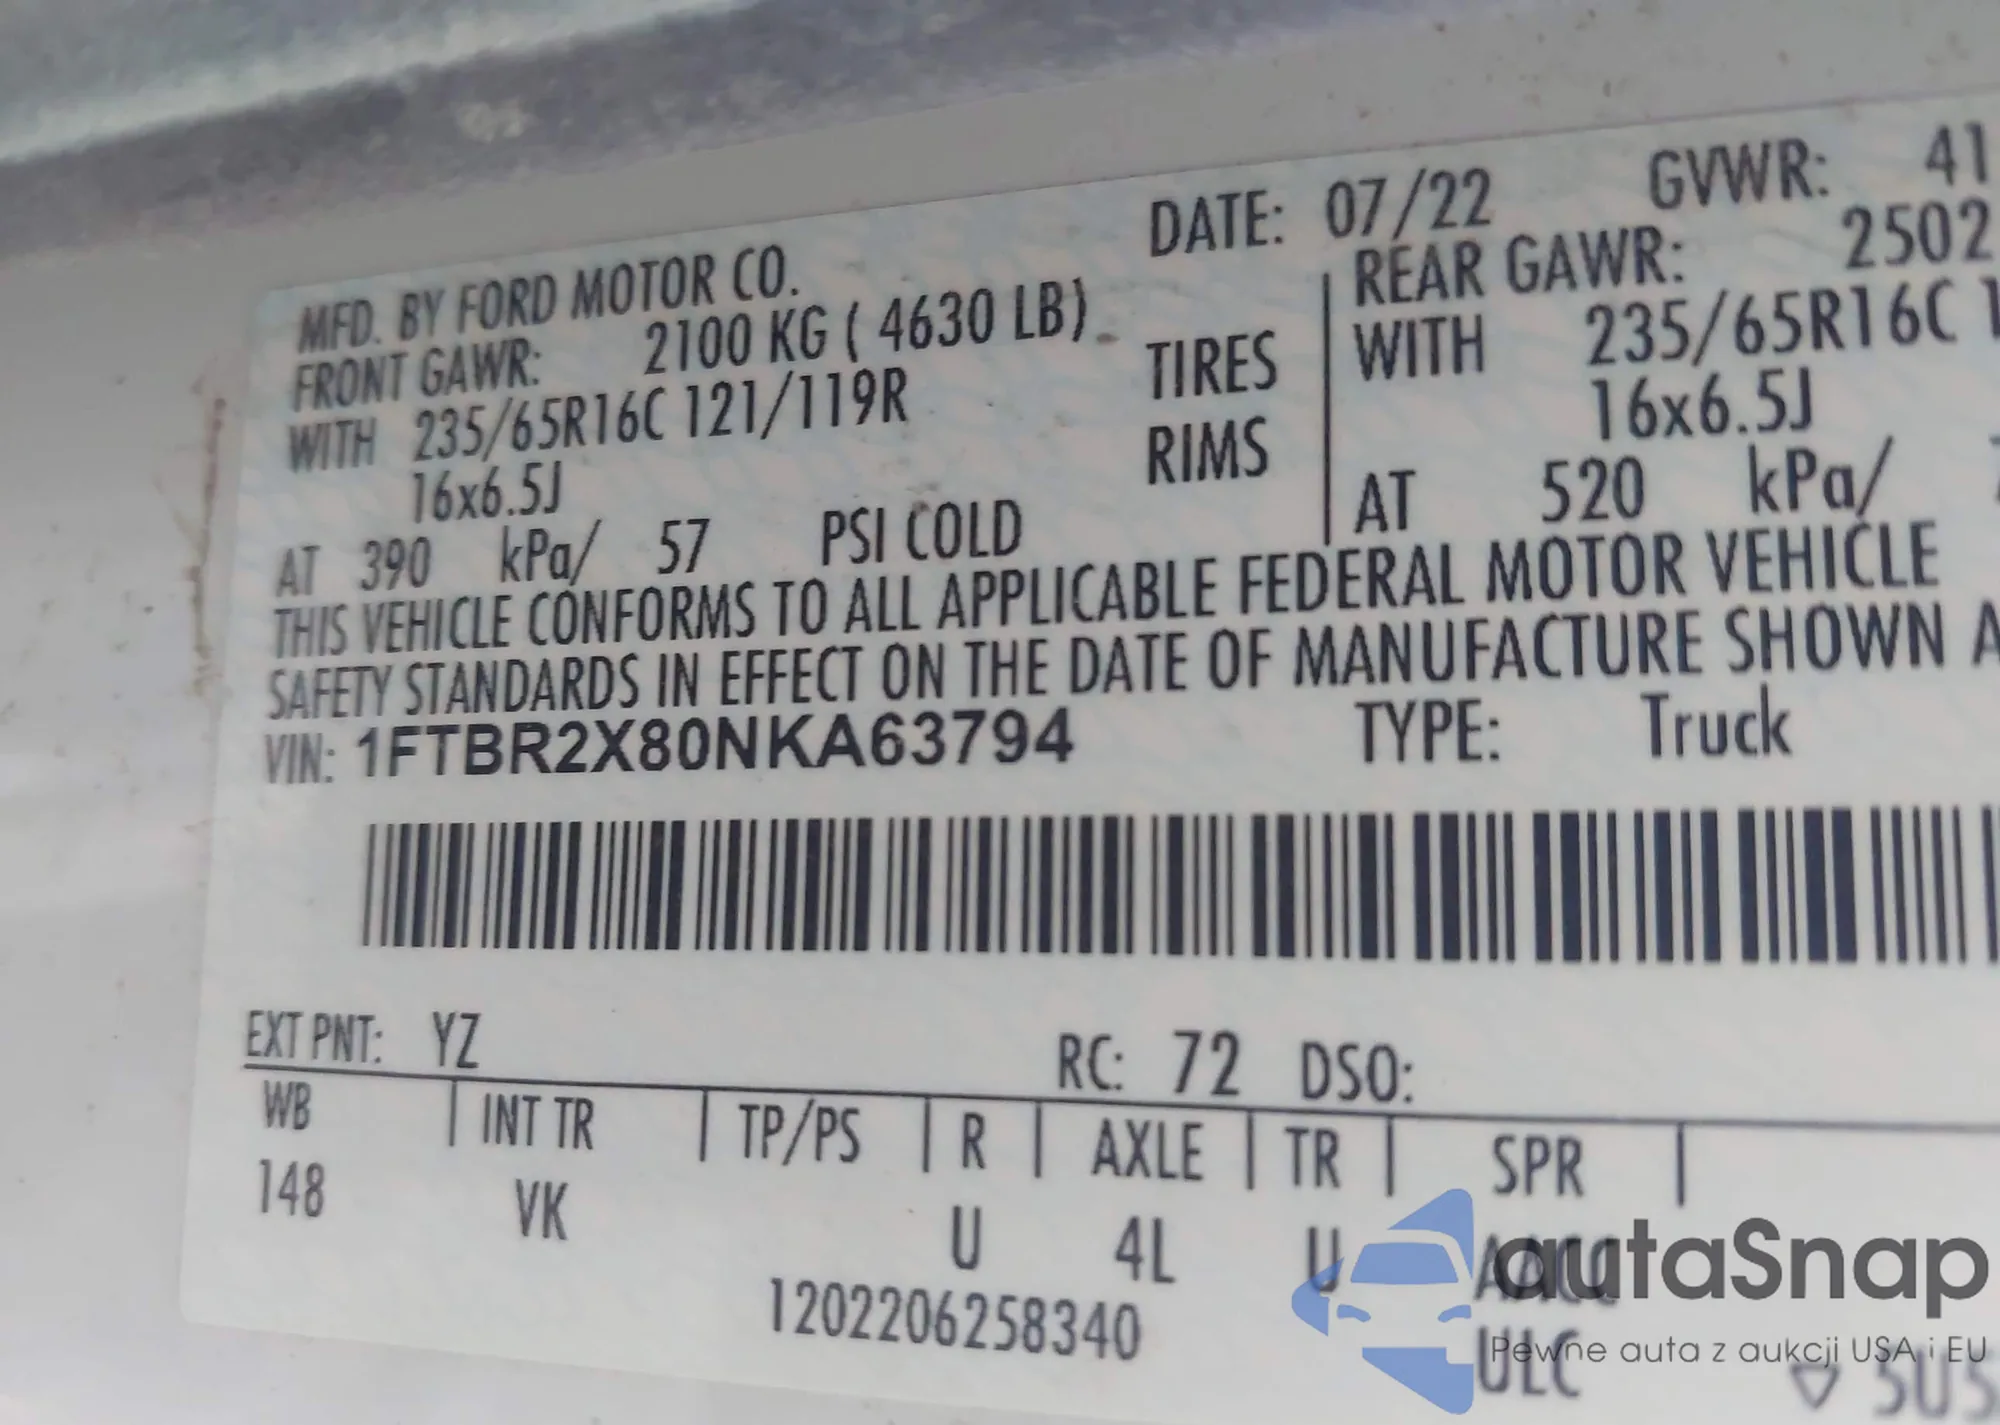 DATE: 07/22 GVWR: 41
MFD. BY FORD MOTOR CO.
FRONT GAWR: 2100 KG ( 4630 LB) REAR GAWR: 2502
WITH 235/65R16C 121/119R TIRES WITH 235/65R16C 1
16x6.5J RIMS 16x6.5J
AT 390 kPa/ 57 PSI COLD AT 520 kPa/
THIS VEHICLE CONFORMS TO ALL APPLICABLE FEDERAL MOTOR VEHICLE
SAFETY STANDARDS IN EFFECT ON THE DATE OF MANUFACTURE SHOWN A
VIN: 1FTBR2X80NKA63794 TYPE: Truck
EXT PNT: YZ RC: 72 DSO:
WB | INT TR | TP/PS | R | AXLE | TR | SPR |
148 VK U 4L U
1202206258340 ULC
autaSnap
Pewne auta z aukcji USA i EU